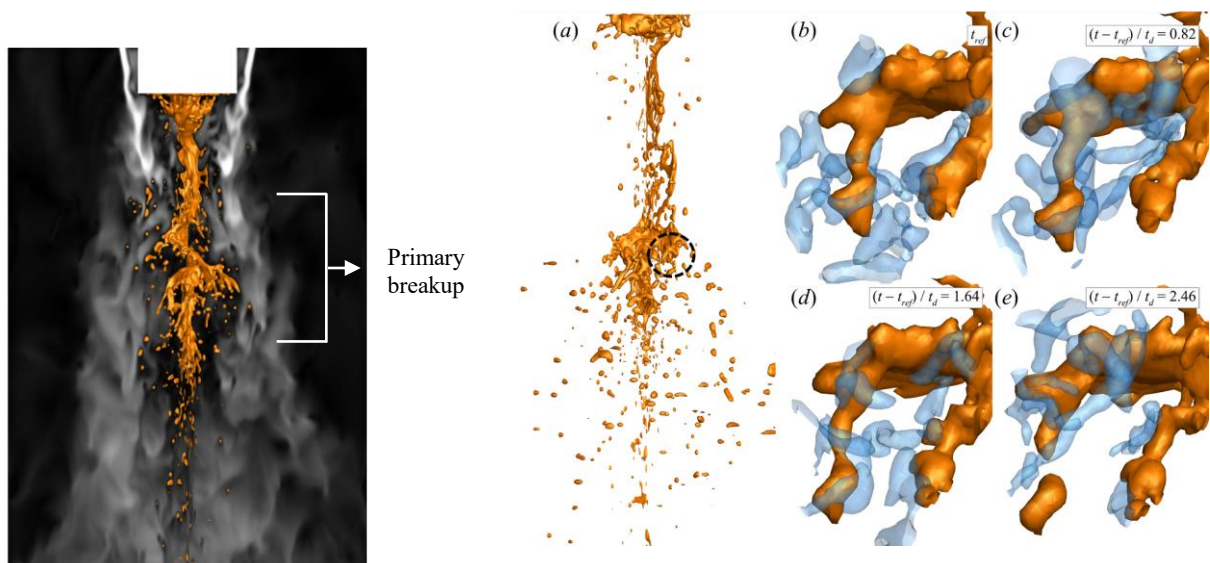 Primary
breakup
(a)
(b)
t_ref
(c)
(t − t_ref) / t_d = 0.82
(d)
(t − t_ref) / t_d = 1.64
(e)
(t − t_ref) / t_d = 2.46